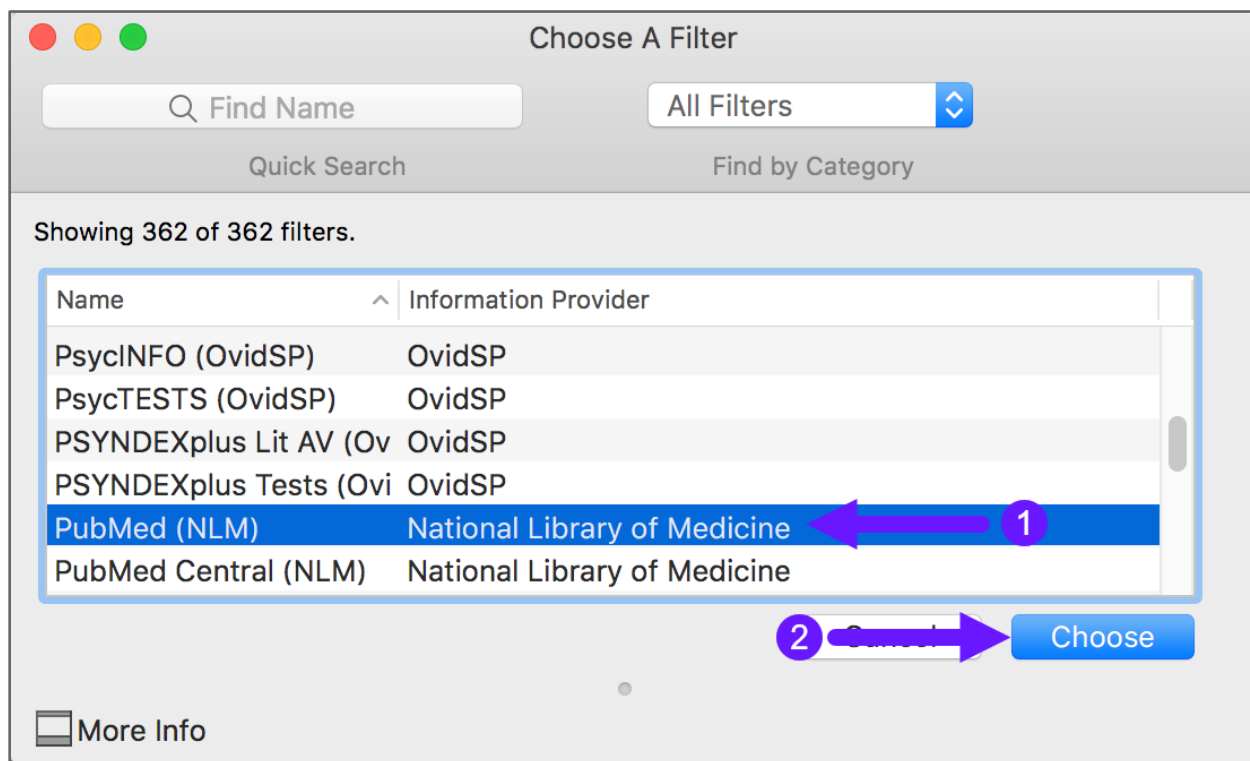 Choose A Filter
Find Name
All Filters
Quick Search
Find by Category
Showing 362 of 362 filters.
Name Information Provider
PsycINFO (OvidSP) OvidSP
PsycTESTS (OvidSP) OvidSP
PSYNDEXplus Lit AV (Ov OvidSP
PSYNDEXplus Tests (Ovi OvidSP
PubMed (NLM) National Library of Medicine 1
PubMed Central (NLM) National Library of Medicine
2 Cancel Choose
More Info